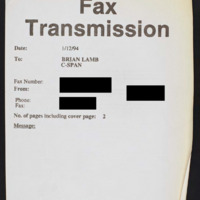 Fax
Transmission
Date: 1/12/94
To: BRIAN LAMB
C-SPAN
Fax Number:
From:
Phone:
Fax:
No. of pages including cover page: 2
Message: